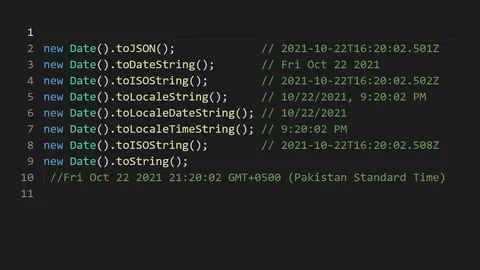 1
2 new Date().toJSON(); // 2021-10-22T16:20:02.501Z
3 new Date().toDateString(); // Fri Oct 22 2021
4 new Date().toISOString(); // 2021-10-22T16:20:02.502Z
5 new Date().toLocaleString(); // 10/22/2021, 9:20:02 PM
6 new Date().toLocaleDateString(); // 10/22/2021
7 new Date().toLocaleTimeString(); // 9:20:02 PM
8 new Date().toISOString(); // 2021-10-22T16:20:02.508Z
9 new Date().toString();
10 //Fri Oct 22 2021 21:20:02 GMT+0500 (Pakistan Standard Time)
11